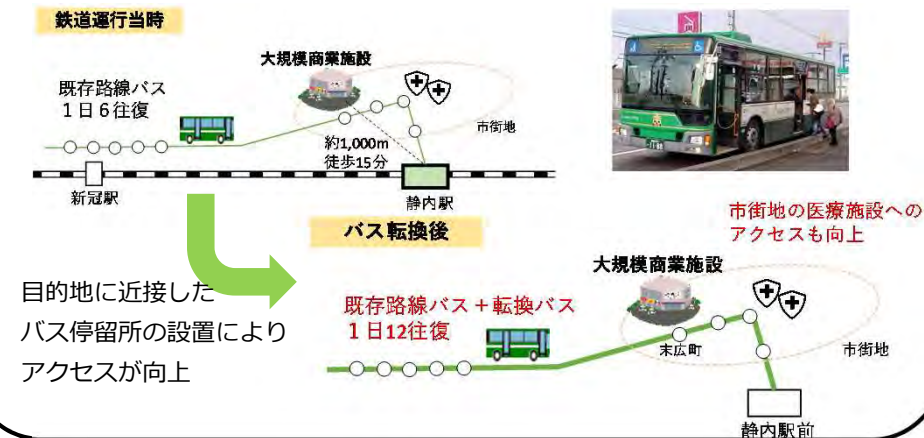 鉄道運行当時
大規模商業施設
既存路線バス
1日6往復
市街地
約1,000m
徒歩15分
新冠駅
静内駅
バス転換後
市街地の医療施設への
アクセスも向上
大規模商業施設
目的地に近接した
バス停留所の設置により
アクセスが向上
既存路線バス+転換バス
1日12往復
末広町
市街地
静内駅前